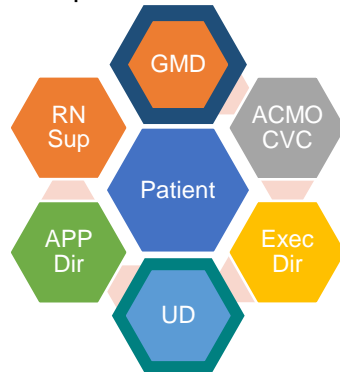 GMD
RN
Sup
ACMO
CVC
Patient
APP
Dir
Exec
Dir
UD